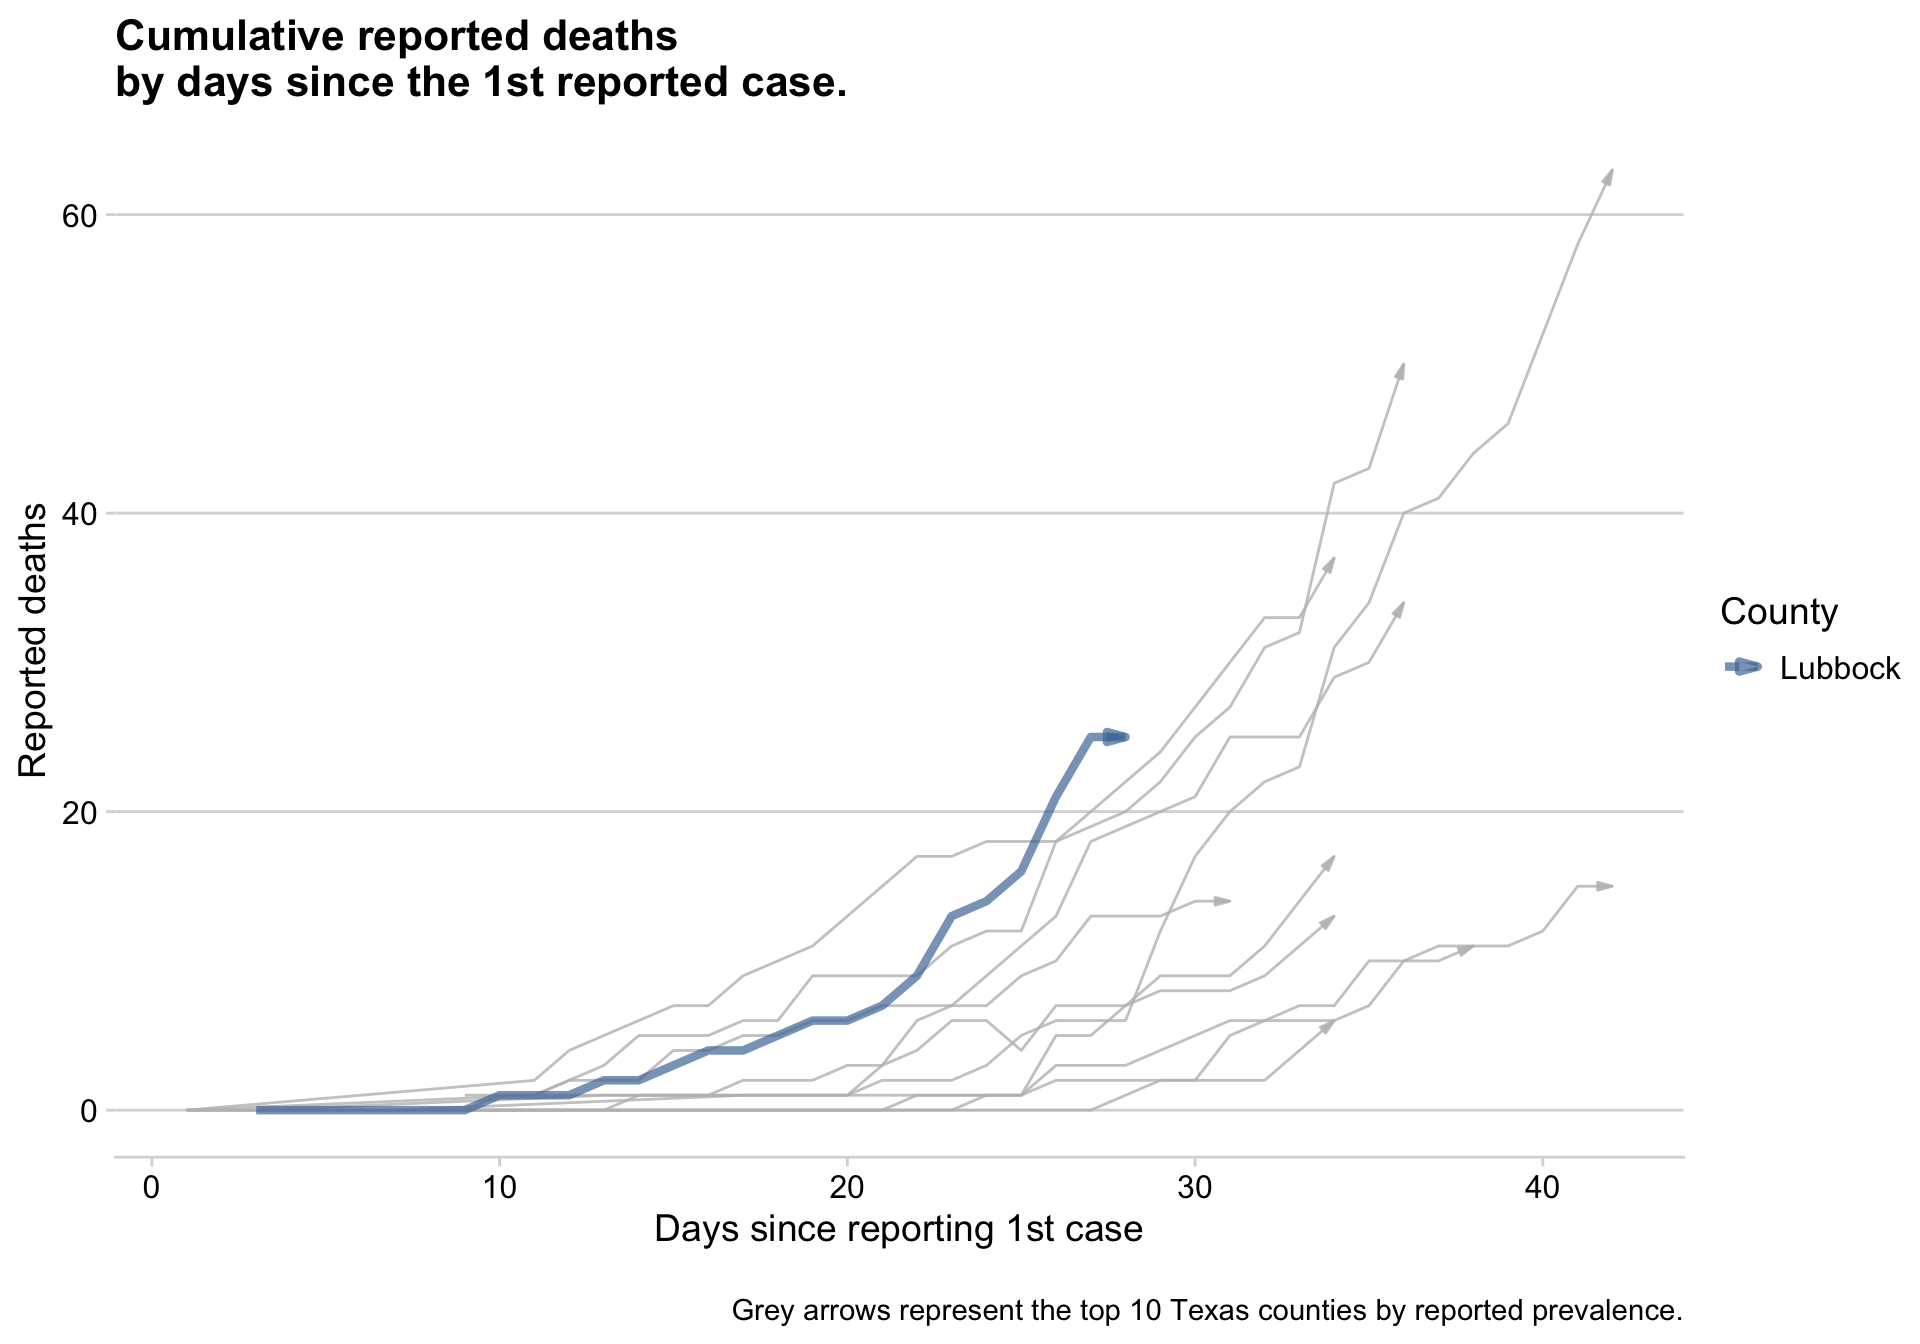 Cumulative reported deaths
by days since the 1st reported case.
Reported deaths
60
40
20
0
0 10 20 30 40
Days since reporting 1st case
County
Lubbock
Grey arrows represent the top 10 Texas counties by reported prevalence.